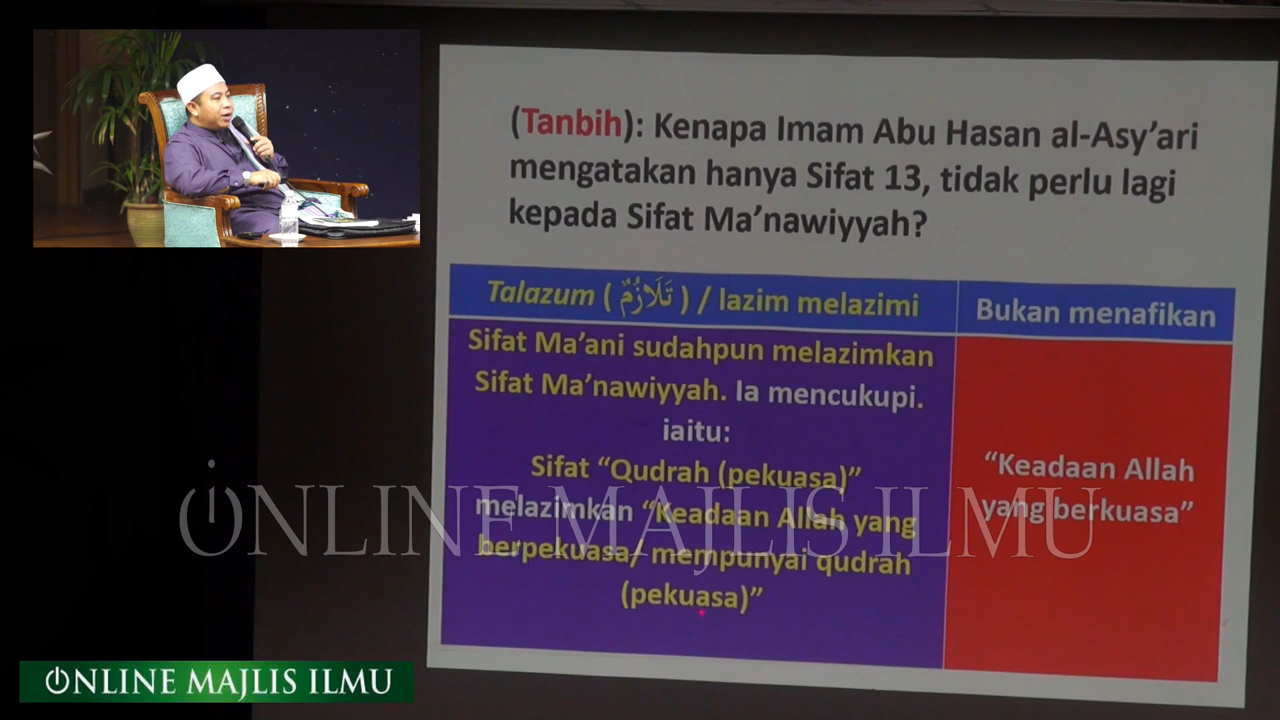 (Tanbih): Kenapa Imam Abu Hasan al-Asy'ari
mengatakan hanya Sifat 13, tidak perlu lagi
kepada Sifat Ma'nawiyyah?
Talazum ( تَلَازُمٌ ) / lazim melazimi
Bukan menafikan
Sifat Ma'ani sudahpun melazimkan
Sifat Ma'nawiyyah. Ia mencukupi.
iaitu:
Sifat “Qudrah (pekuasa)”
melazimkan “Keadaan Allah yang
berpekuasa/ mempunyai qudrah
(pekuasa)”
“Keadaan Allah
yang berkuasa”
ONLINE MAJLIS ILMU
ONLINE MAJLIS ILMU